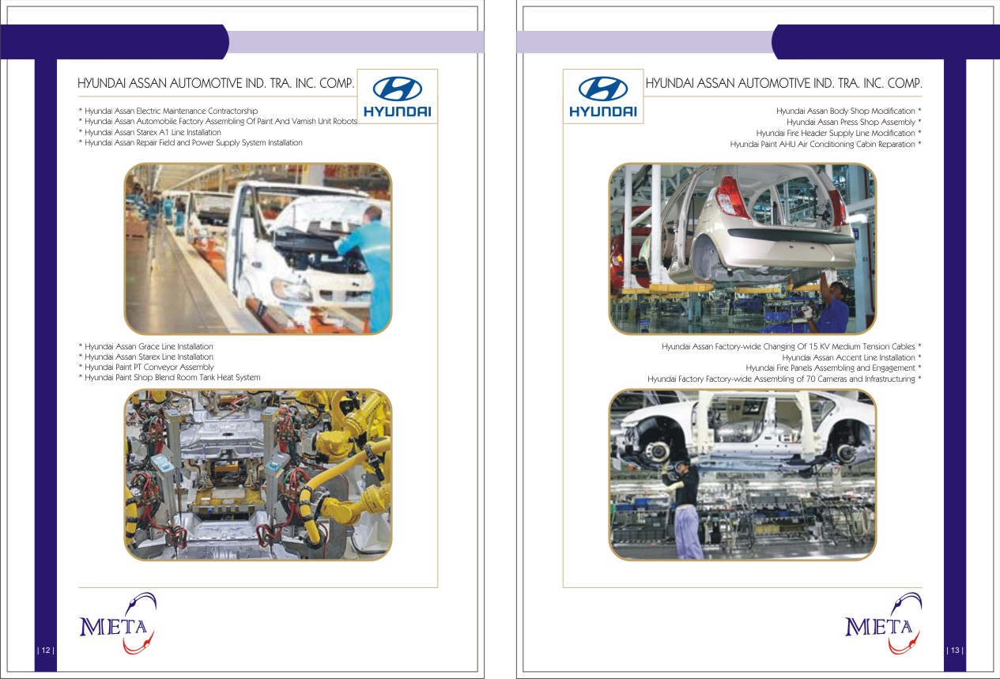 HYUNDAI ASSAN AUTOMOTIVE IND. TRA. INC. COMP.
HYUNDAI
* Hyundai Assan Electric Maintenance Contractorship
* Hyundai Assan Automobile Factory Assembling Of Paint And Varnish Unit Robots
* Hyundai Assan Starex A1 Line Installation
* Hyundai Assan Repair Field and Power Supply System Installation
* Hyundai Assan Grace Line Installation
* Hyundai Assan Starex Line Installation
* Hyundai Paint PT Conveyor Assembly
* Hyundai Paint Shop Blend Room Tank Heat System
META
| 12 |
HYUNDAI
HYUNDAI ASSAN AUTOMOTIVE IND. TRA. INC. COMP.
Hyundai Assan Body Shop Modification *
Hyundai Assan Press Shop Assembly *
Hyundai Fire Header Supply Line Modification *
Hyundai Paint AHU Air Conditioning Cabin Reparation *
Hyundai Assan Factory-wide Changing Of 15 KV Medium Tension Cables *
Hyundai Assan Accent Line Installation *
Hyundai Fire Panels Assembling and Engagement *
Hyundai Factory Factory-wide Assembling of 70 Cameras and Infrastructuring *
META
| 13 |